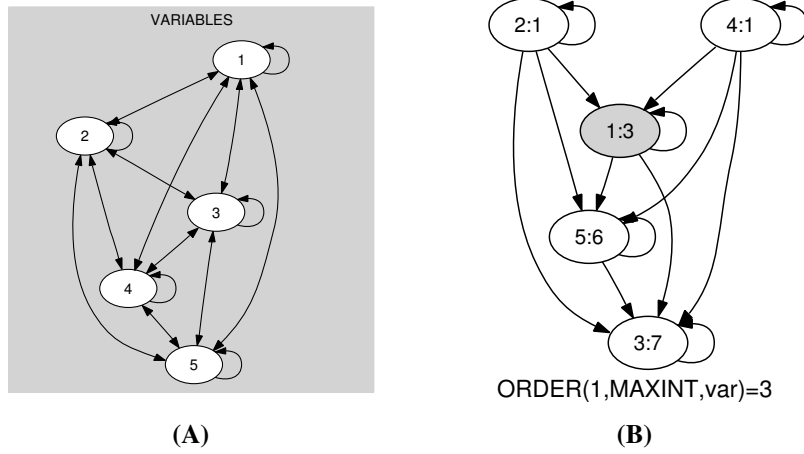 VARIABLES
1
2
3
4
5
(A)
2:1
4:1
1:3
5:6
3:7
ORDER(1,MAXINT,var)=3
(B)